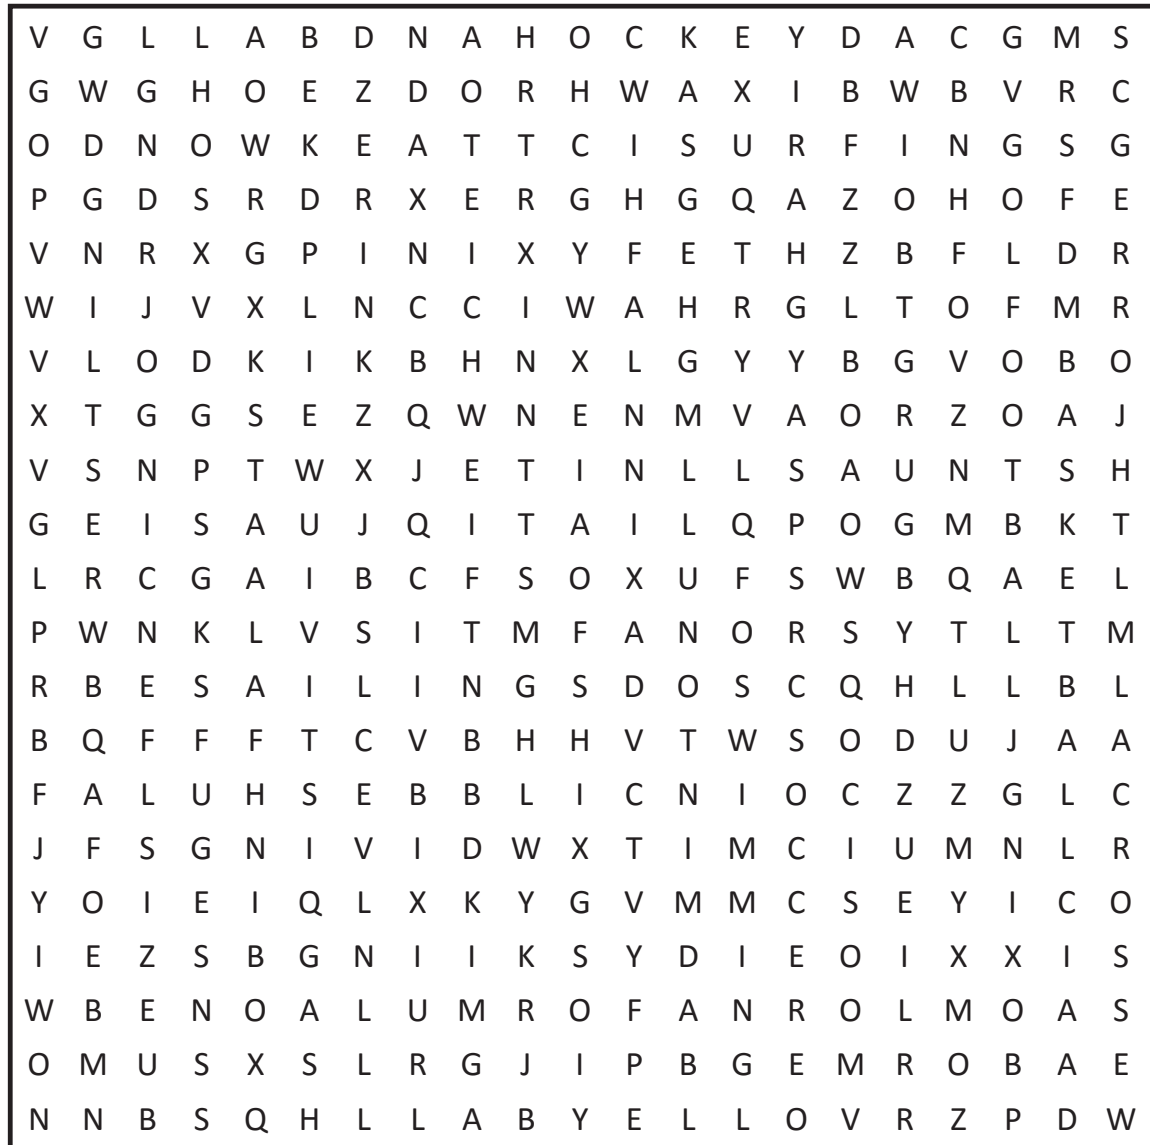 V G L L A B D N A H O C K E Y D A C G M S
G W G H O E Z D O R H W A X I B W B V R C
O D N O W K E A T T C I S U R F I N G S G
P G D S R D R X E R G H G Q A Z O H O F E
V N R X G P I N I X Y F E T H Z B F L D R
W I J V X L N C C I W A H R G L T O F M R
V L O D K I K B H N X L G Y Y B G V O B O
X T G G S E Z Q W N E N M V A O R Z O A J
V S N P T W X J E T I N L L S A U N T S H
G E I S A U J Q I T A I L Q P O G M B K T
L R C G A I B C F S O X U F S W B Q A E L
P W N K L V S I T M F A N O R S Y T L T M
R B E S A I L I N G S D O S C Q H L L B L
B Q F F F T C V B H H V T W S O D U J A A
F A L U H S E B B L I C N I O C Z Z G L C
J F S G N I V I D W X T I M C I U M N L R
Y O I E I Q L X K Y G V M M C S E Y I C O
I E Z S B G N I I K S Y D I E O I X X I S
W B E N O A L U M R O F A N R O L M O A S
O M U S X S L R G J I P B G E M R O B A E
N N B S Q H L L A B Y E L L O V R Z P D W